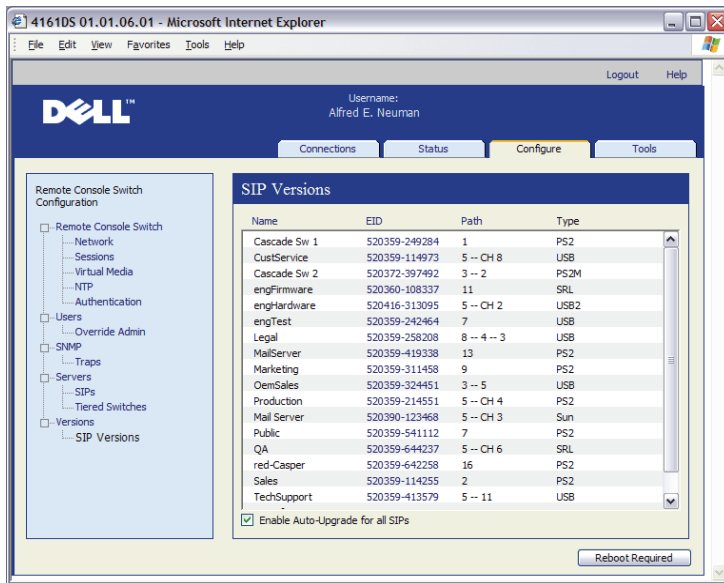 4161DS 01.01.06.01 - Microsoft Internet Explorer
File Edit View Favorites Tools Help
Logout Help
DELL™
Username:
Alfred E. Neuman
Connections Status Configure Tools
Remote Console Switch
Configuration
Remote Console Switch
Network
Sessions
Virtual Media
NTP
Authentication
Users
Override Admin
SNMP
Traps
Servers
SIPs
Tiered Switches
Versions
SIP Versions
SIP Versions
Name EID Path Type
Cascade Sw 1 520359-249284 1 PS2
CustService 520359-114973 5 -- CH 8 USB
Cascade Sw 2 520372-397492 3 -- 2 PS2M
engFirmware 520360-108337 11 SRL
engHardware 520416-313095 5 -- CH 2 USB2
engTest 520359-242464 7 USB
Legal 520359-258208 8 -- 4 -- 3 USB
MailServer 520359-419338 13 PS2
Marketing 520359-311458 9 PS2
OemSales 520359-324451 3 -- 5 USB
Production 520359-214551 5 -- CH 4 PS2
Mail Server 520390-123468 5 -- CH 3 Sun
Public 520359-541112 7 PS2
QA 520359-644237 5 -- CH 6 SRL
red-Casper 520359-642258 16 PS2
Sales 520359-114255 2 PS2
TechSupport 520359-413579 5 -- 11 USB
Enable Auto-Upgrade for all SIPs
Reboot Required